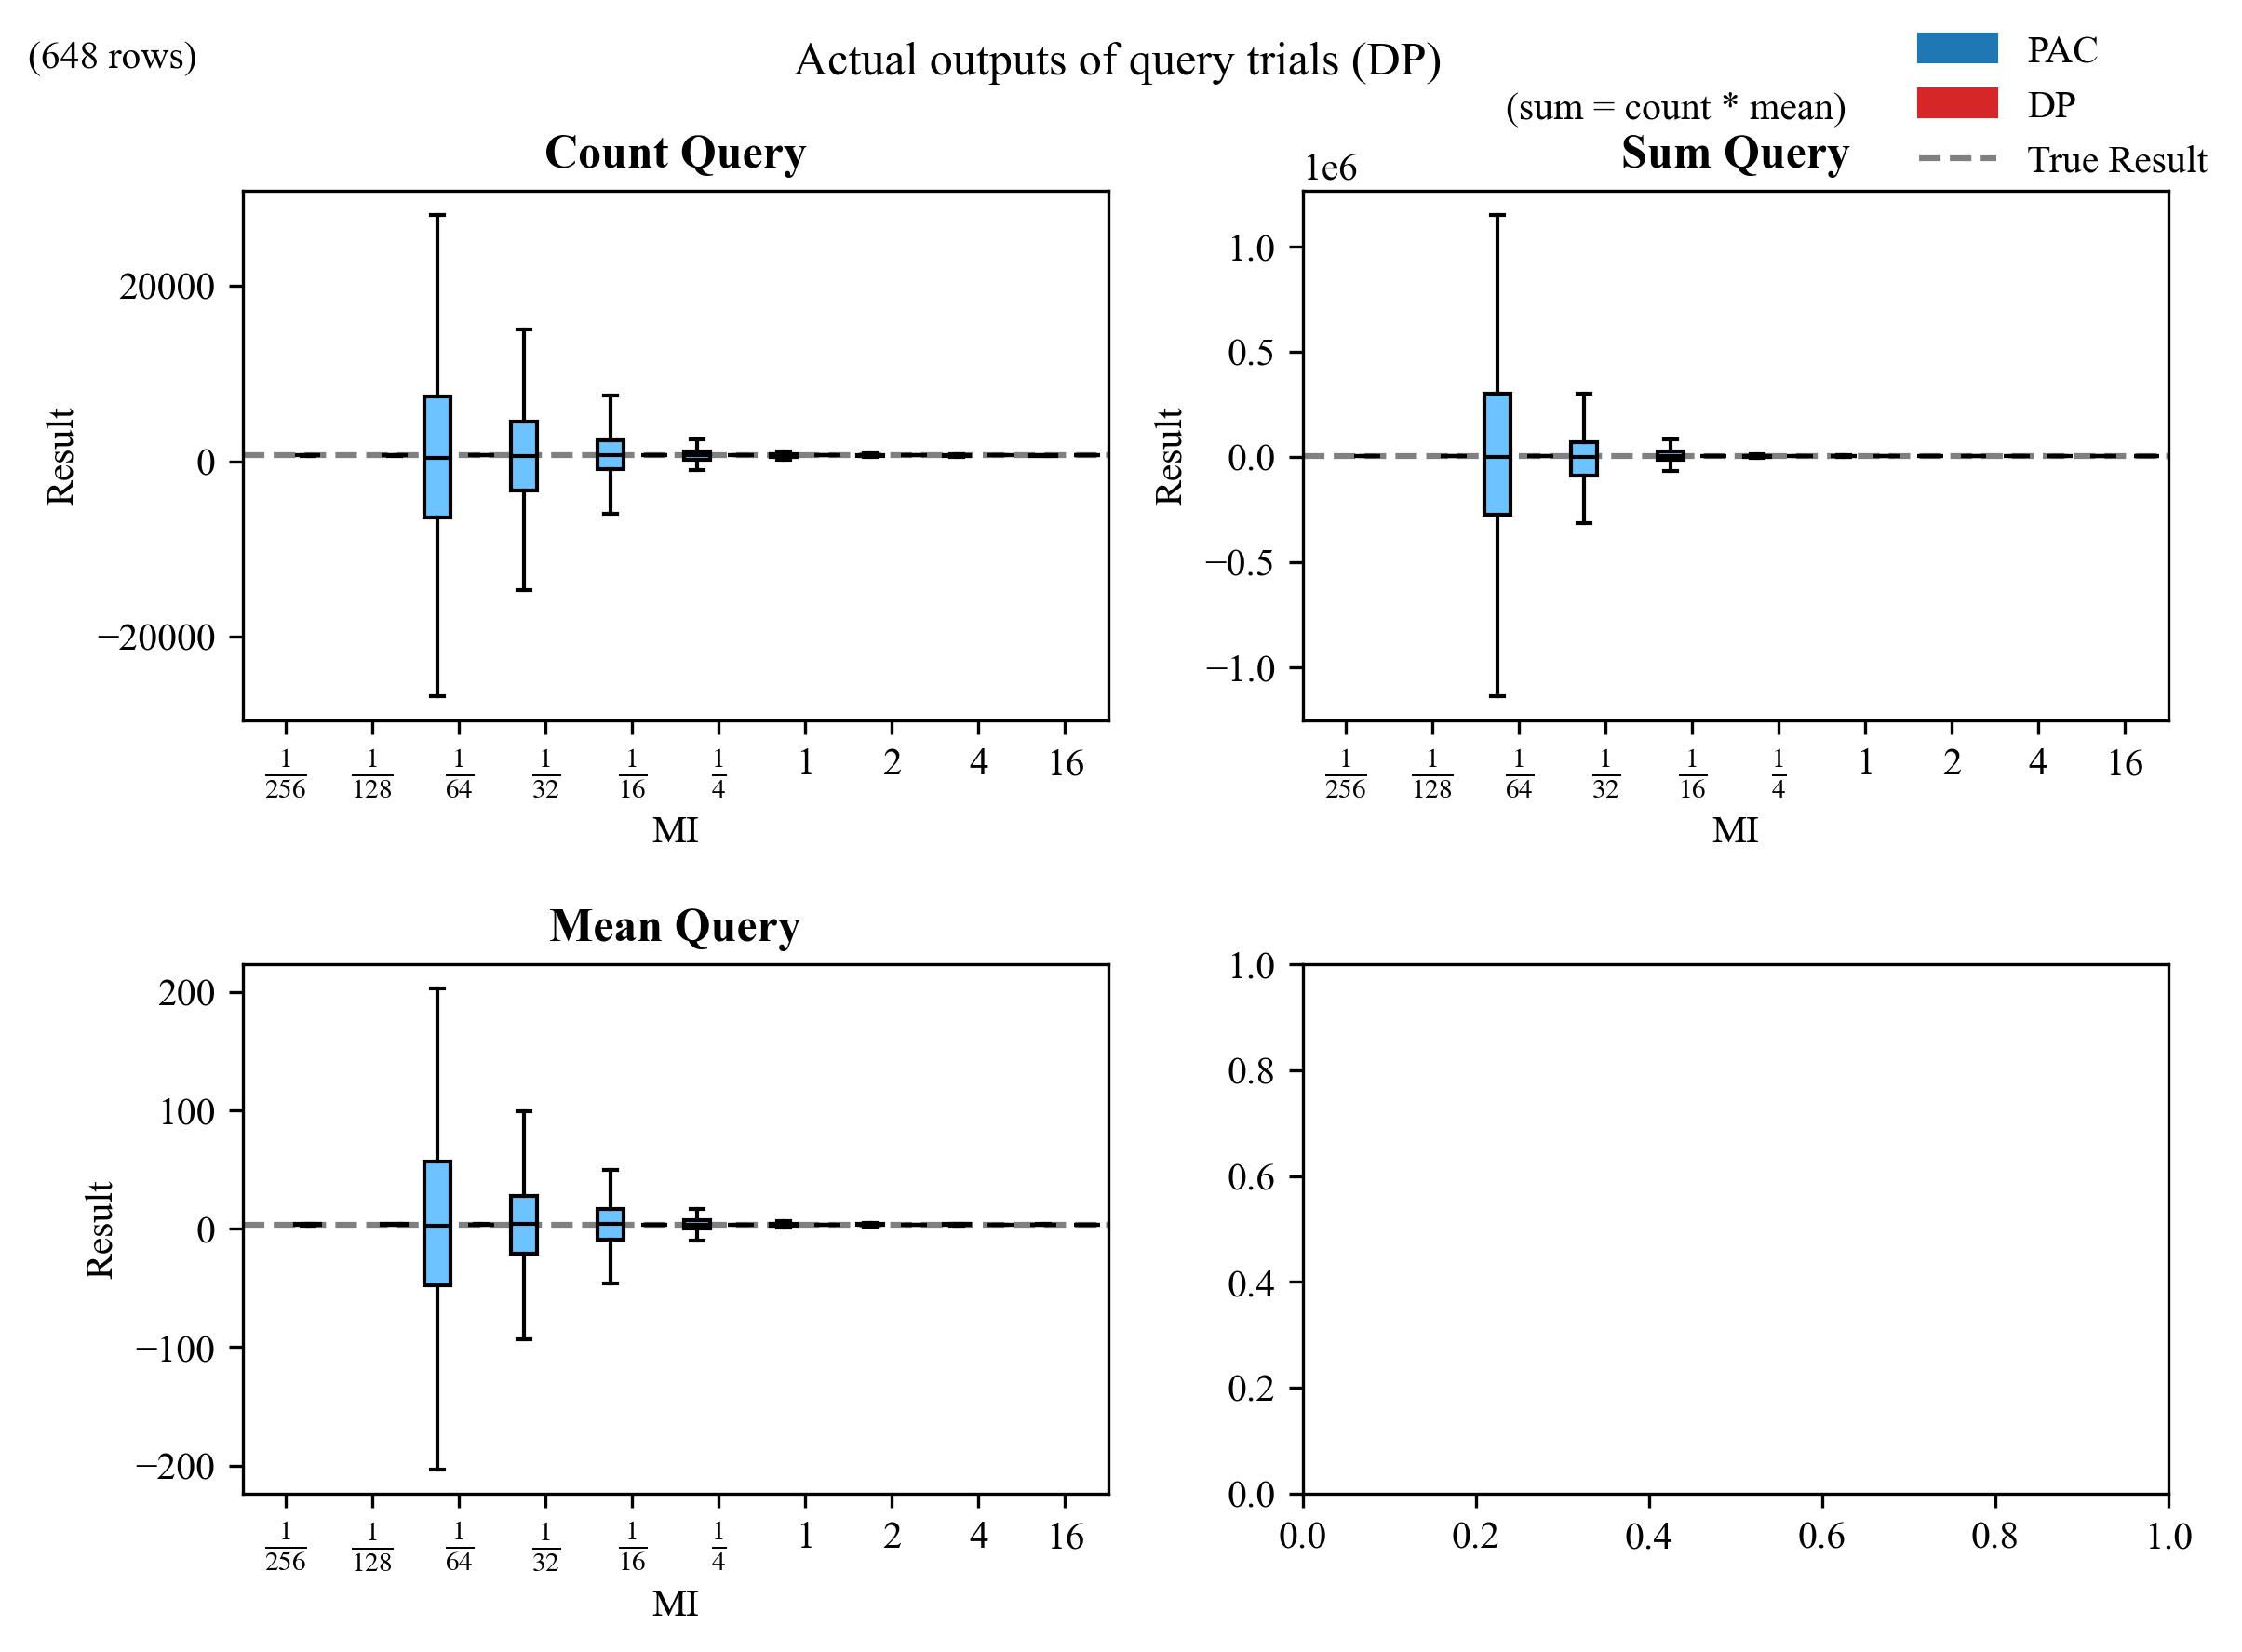 (648 rows)
Actual outputs of query trials (DP)
PAC
DP
True Result
(sum = count * mean)
Count Query
20000
0
−20000
Result
1/256 1/128 1/64 1/32 1/16 1/4 1 2 4 16
MI
Sum Query
1e6
1.0
0.5
0.0
−0.5
−1.0
Result
1/256 1/128 1/64 1/32 1/16 1/4 1 2 4 16
MI
Mean Query
200
100
0
−100
−200
Result
1/256 1/128 1/64 1/32 1/16 1/4 1 2 4 16
MI
1.0
0.8
0.6
0.4
0.2
0.0
0.0 0.2 0.4 0.6 0.8 1.0